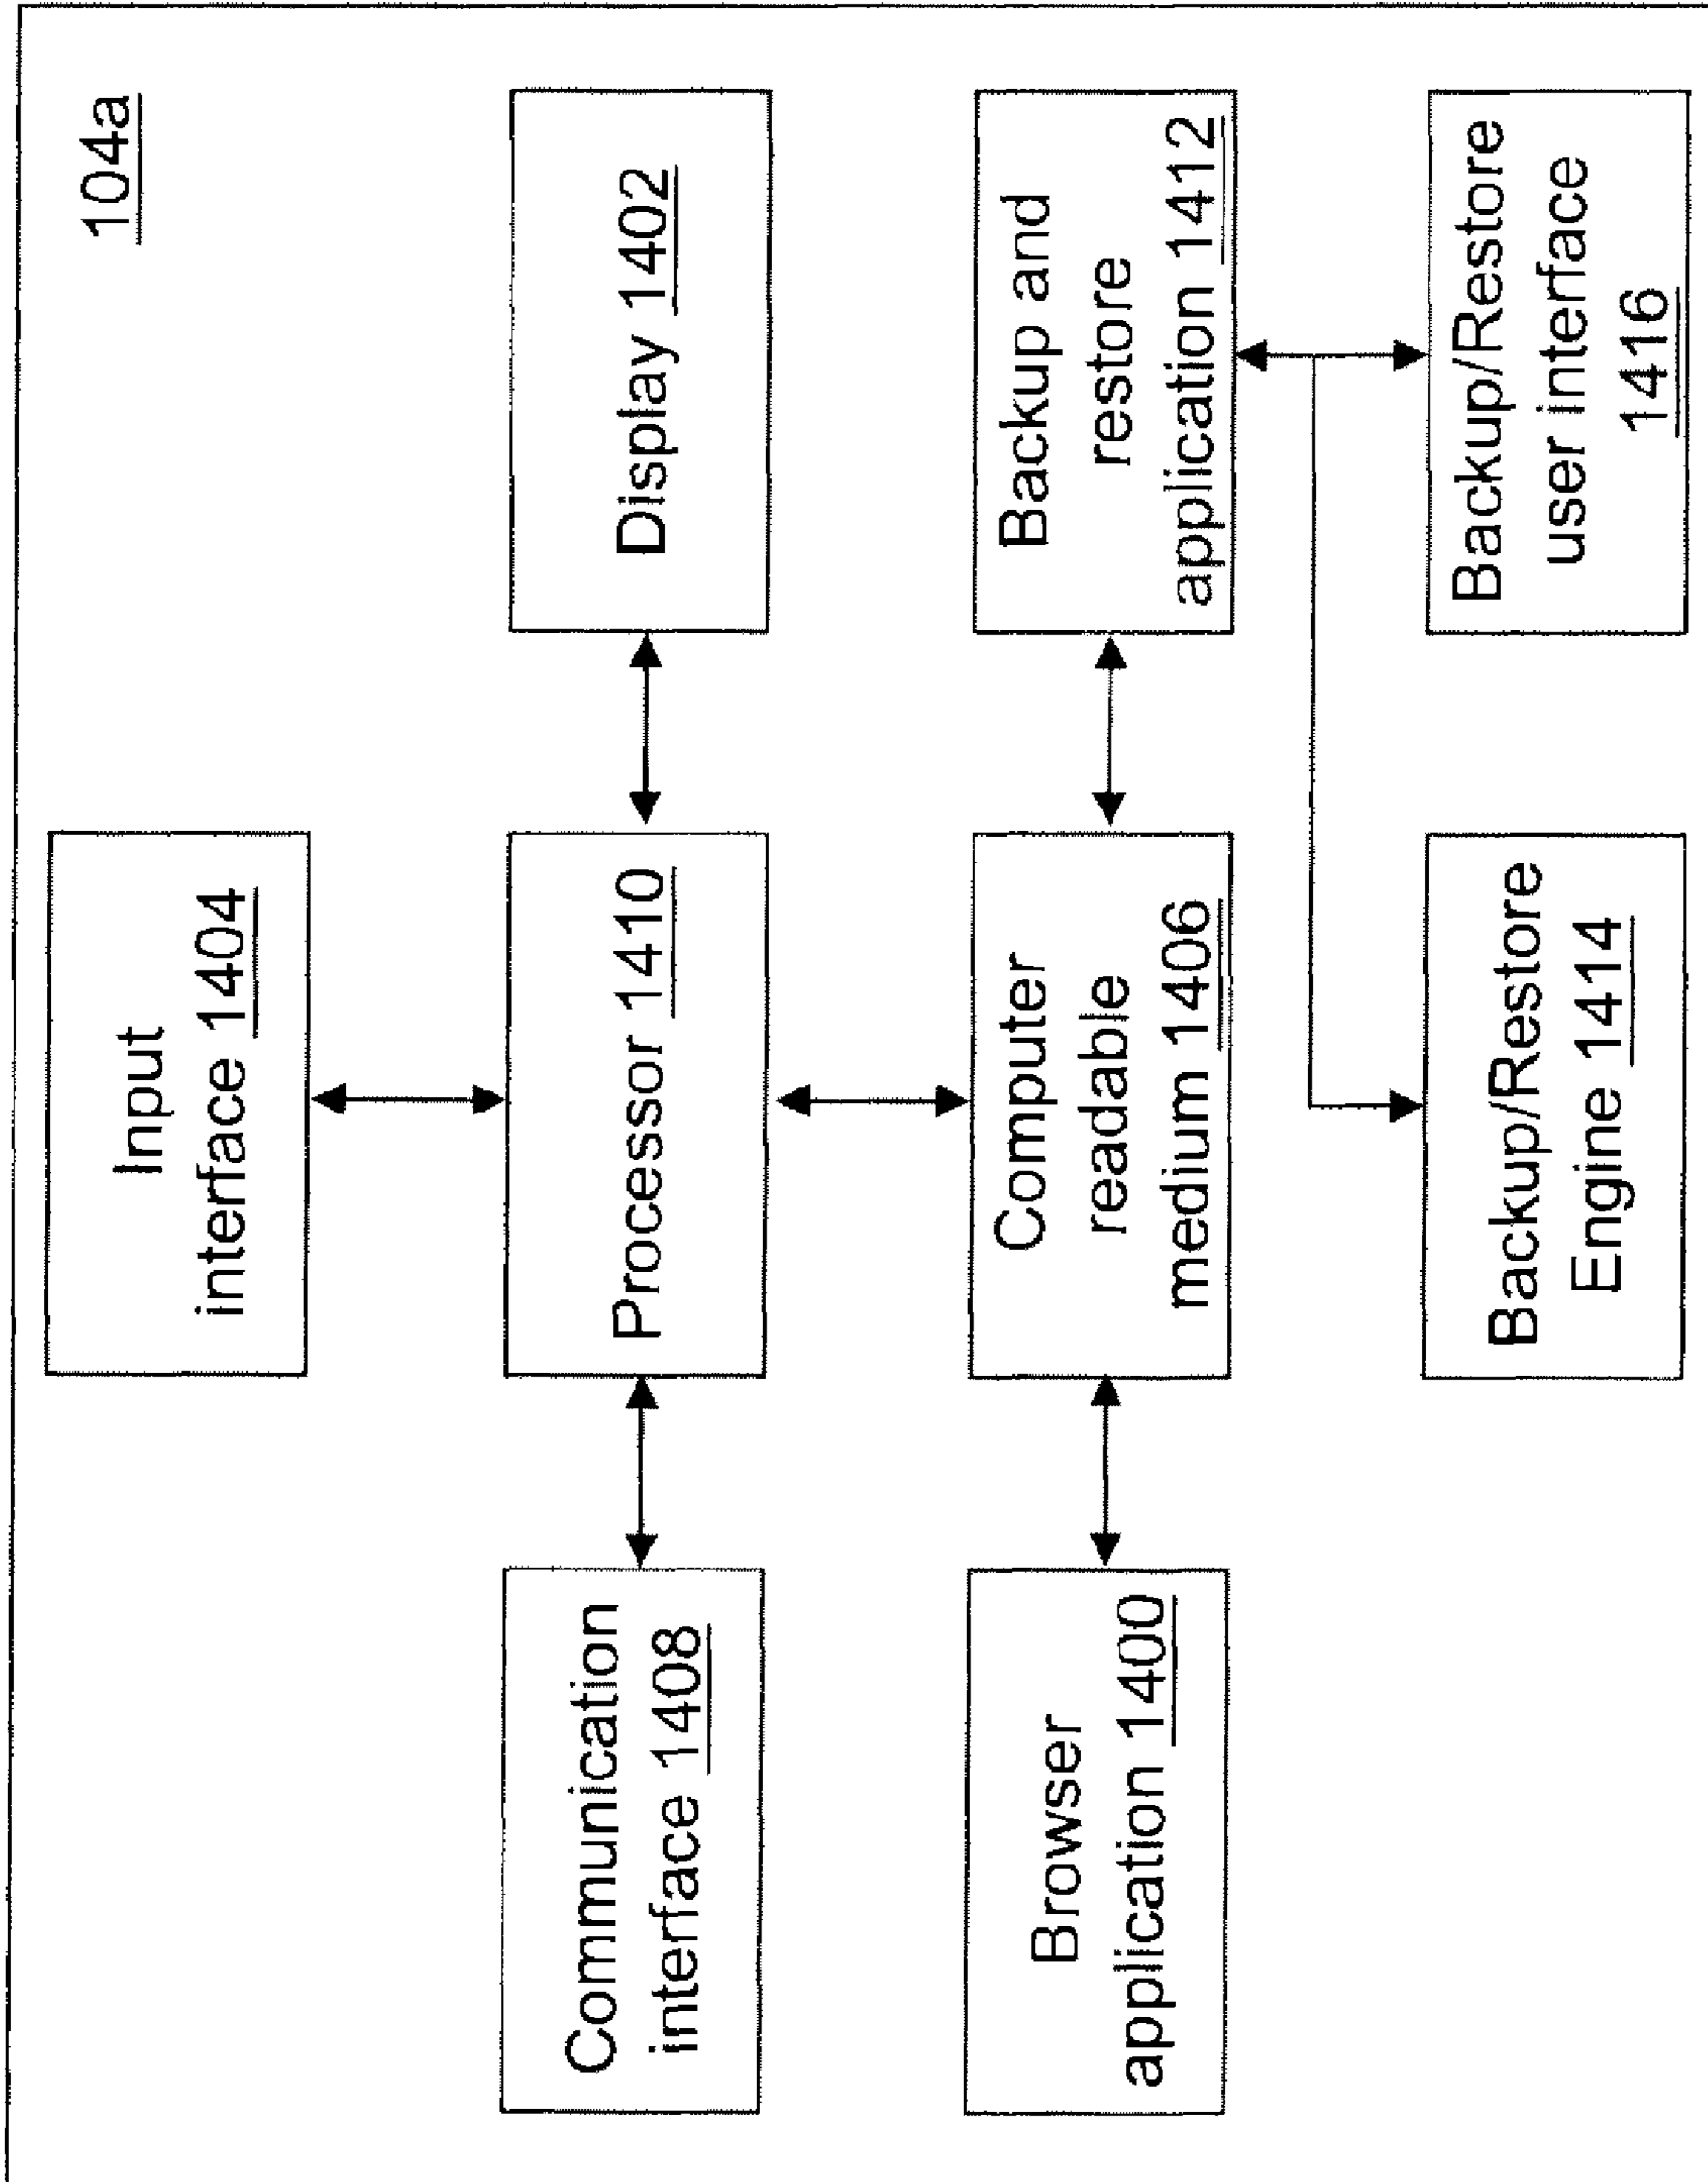 104a
Input
interface 1404
Communication
interface 1408
Processor 1410
Display 1402
Browser
application 1400
Computer
readable
medium 1406
Backup and
restore
application 1412
Backup/Restore
Engine 1414
Backup/Restore
user interface
1416